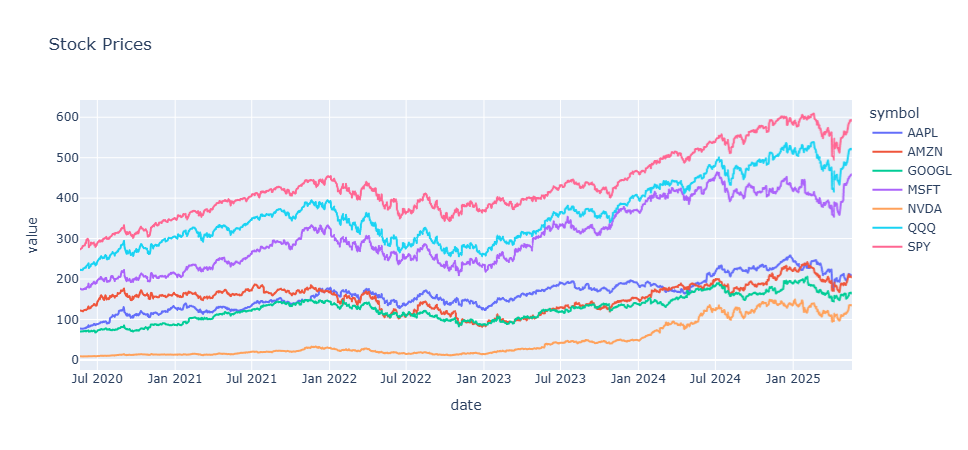 Stock Prices
symbol
AAPL
AMZN
GOOGL
MSFT
NVDA
QQQ
SPY
value
600
500
400
300
200
100
0
Jul 2020 Jan 2021 Jul 2021 Jan 2022 Jul 2022 Jan 2023 Jul 2023 Jan 2024 Jul 2024 Jan 2025
date